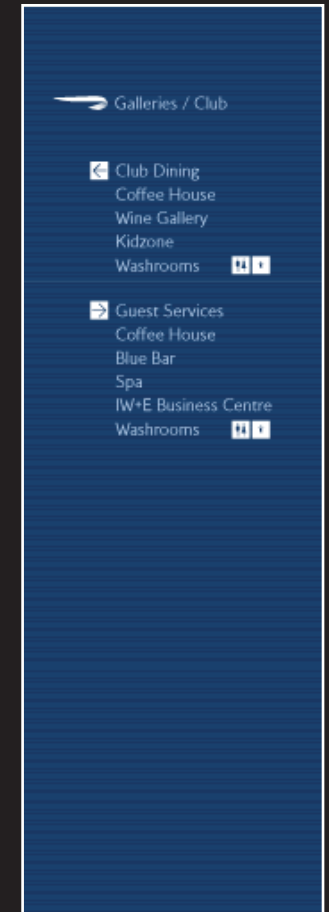 Galleries / Club
Club Dining
Coffee House
Wine Gallery
Kidzone
Washrooms
Guest Services
Coffee House
Blue Bar
Spa
IW+E Business Centre
Washrooms